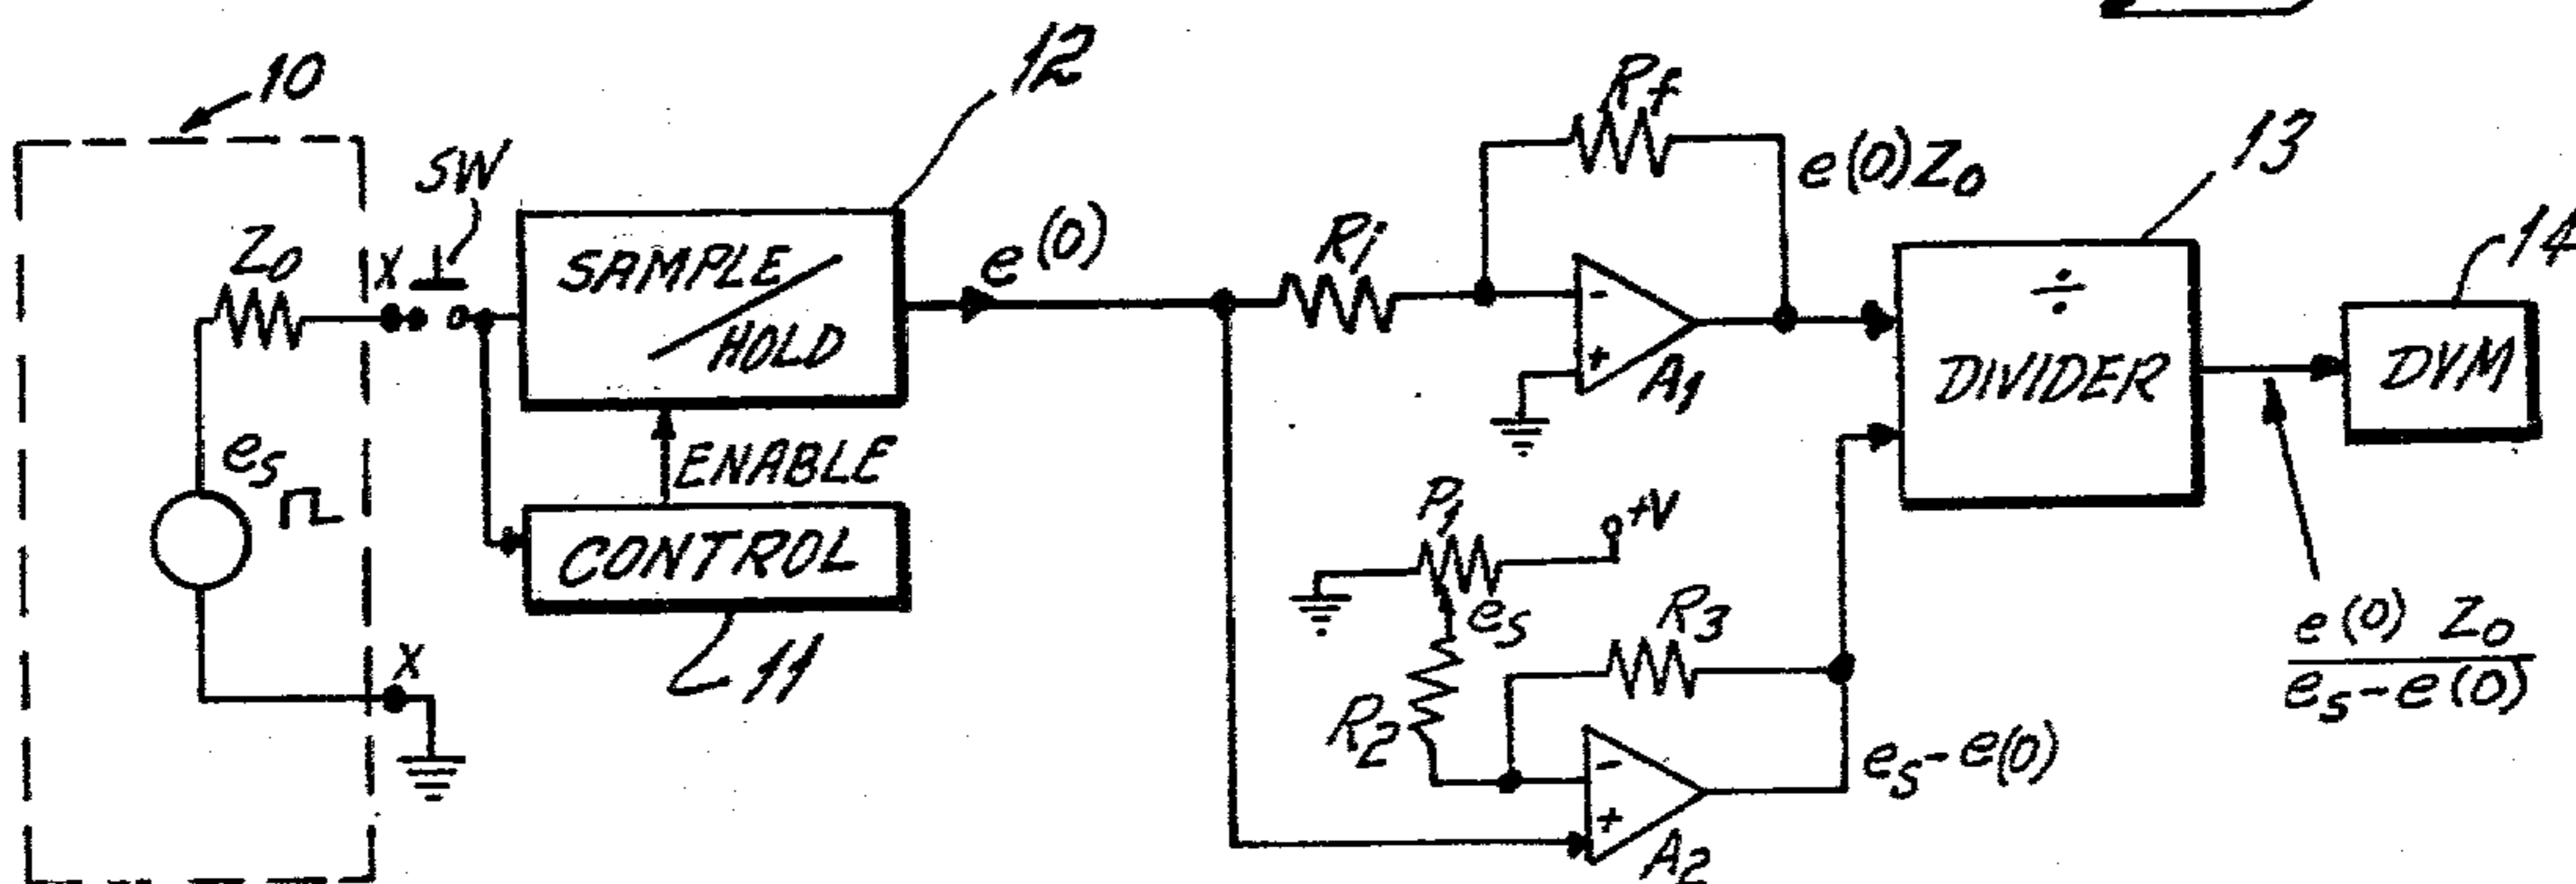 10
SW
Z₀
X
eₛ
X
12
SAMPLE
HOLD
ENABLE
CONTROL
11
e(0)
Rf
Ri
-
+
A₁
e(0)Z₀
P₁
+V
eₛ
R₂
R₃
-
+
A₂
eₛ-e(0)
13
÷
DIVIDER
14
DVM
e(0) Z₀
eₛ-e(0)